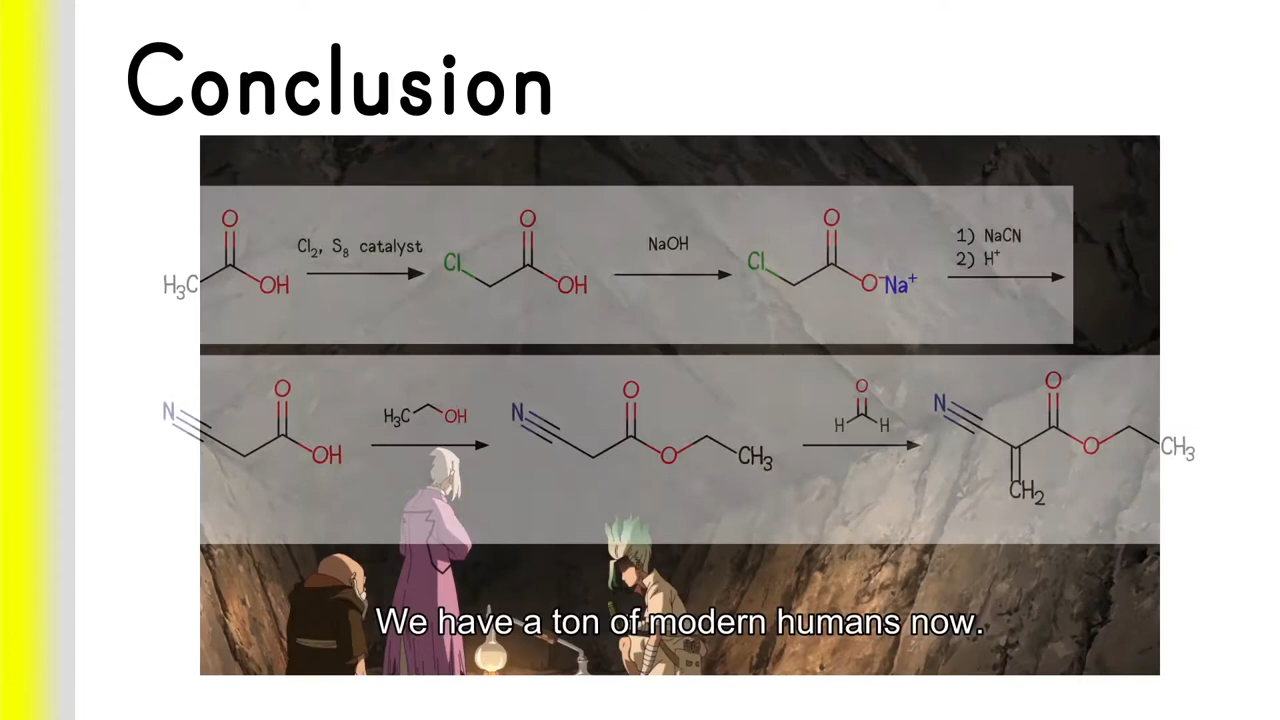 Conclusion
O O O
Cl₂, S₈ catalyst NaOH 1) NaCN
Cl Cl 2) H⁺
H₃C OH OH O⁻Na⁺
O O O O
N H₃C OH N H H N
OH O CH₃ O CH₃
CH₂
We have a ton of modern humans now.